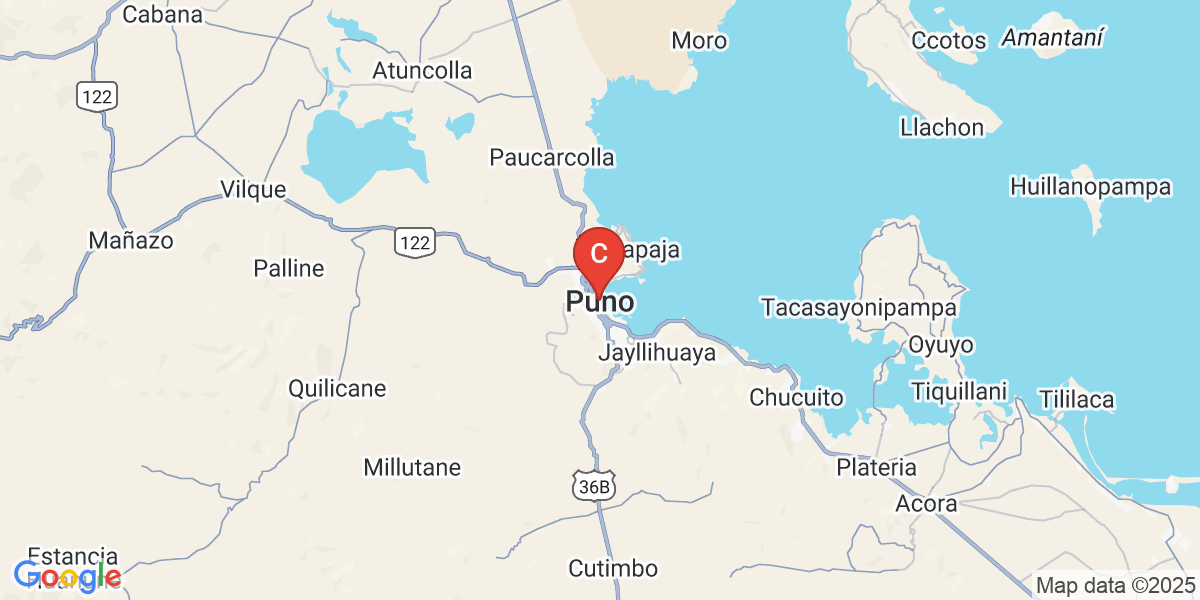 Cabana
Moro
Ccotos
Amantaní
Atuncolla
122
Llachon
Paucarcolla
Huillanopampa
Vilque
Mañazo
122
apaja
C
Palline
Puno
Tacasayonipampa
Jayllihuaya
Oyuyo
Quilicane
Chucuito
Tiquillani
Tililaca
Millutane
Plateria
36B
Acora
Estancia
Cutimbo
Google
Map data ©2025